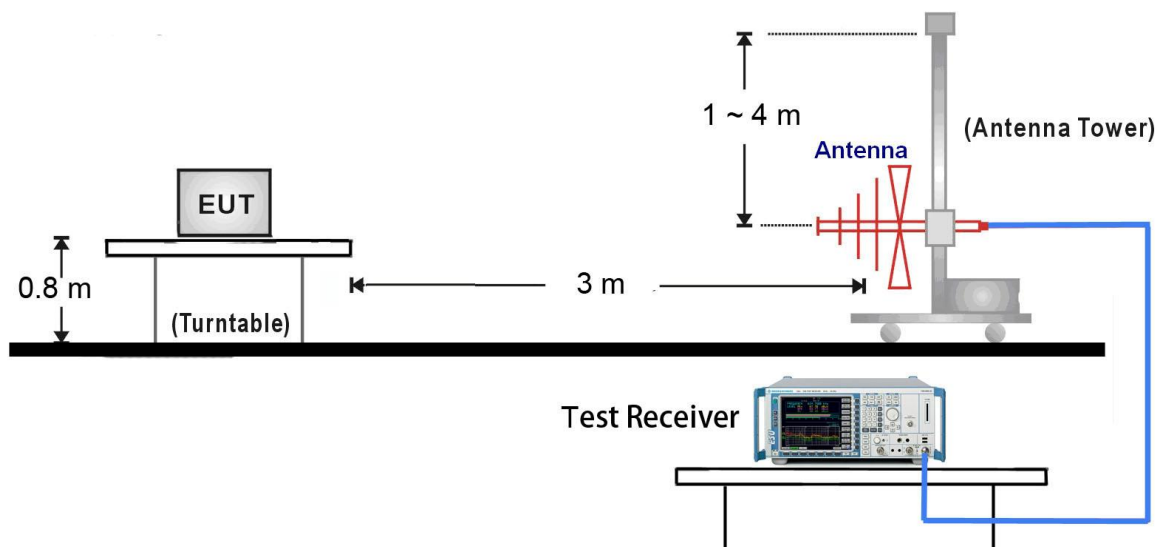 1 ~ 4 m
(Antenna Tower)
Antenna
EUT
0.8 m
3 m
(Turntable)
Test Receiver